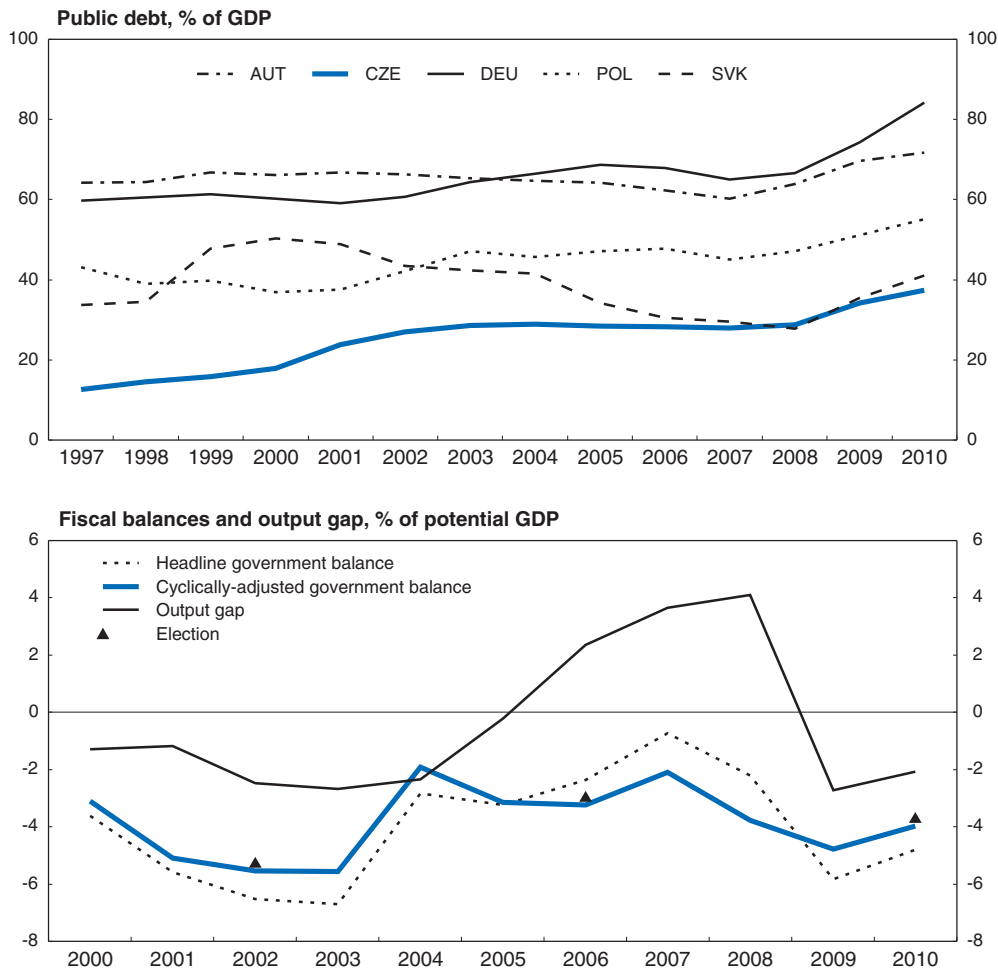 Public debt, % of GDP
100 100
AUT CZE DEU POL SVK
80 80
60 60
40 40
20 20
0 0
1997 1998 1999 2000 2001 2002 2003 2004 2005 2006 2007 2008 2009 2010
Fiscal balances and output gap, % of potential GDP
6 6
Headline government balance
Cyclically-adjusted government balance
4 4
Output gap
Election
2 2
0 0
-2 -2
-4 -4
-6 -6
-8 -8
2000 2001 2002 2003 2004 2005 2006 2007 2008 2009 2010